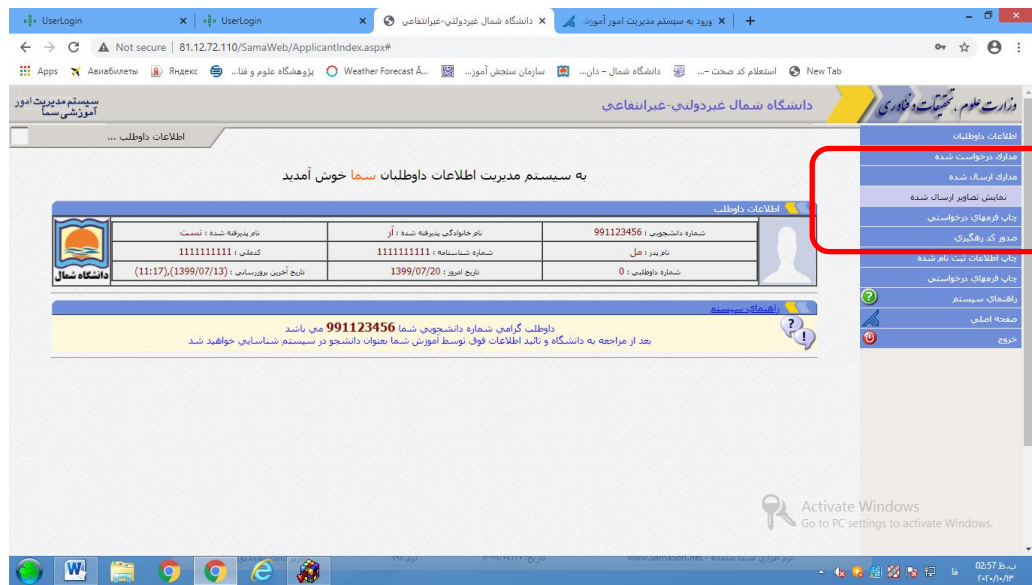 UserLogin
UserLogin
دانشگاه شمال غیردولتی-غیرانتفاعی
ورود به سیستم مدیریت امور آموزش
Not secure | 81.12.72.110/SamaWeb/ApplicantIndex.aspx#
Apps
Авиабилеты
Яндекс
پژوهشگاه علوم و فنا...
Weather Forecast Â...
سازمان سنجش آموز...
دانشگاه شمال – دان...
استعلام کد صحت –...
New Tab
سیستم مدیریت امور
آموزشی سما
دانشگاه شمال غیردولتی-غیرانتفاعی
وزارت علوم، تحقیقات و فناوری
اطلاعات داوطلب ...
اطلاعات داوطلبان
مدارک درخواست شده
مدارک ارسال شده
نمایش تصاویر ارسال شده
چاپ فرمهای درخواستی
صدور کد رهگیری
چاپ اطلاعات ثبت نام شده
چاپ فرمهای درخواستی
راهنمای سیستم
صفحه اصلی
خروج
به سیستم مدیریت اطلاعات داوطلبان سما خوش آمدید
اطلاعات داوطلب
شماره دانشجویی : 991123456
نام خانوادگی پذیرفته شده : آز
نام پذیرفته شده : تست
نام پدر : مل
شماره شناسنامه : 1111111111
کدملی : 1111111111
شماره داوطلبی : 0
تاریخ امروز : 1399/07/20
تاریخ آخرین بروزرسانی : (1399/07/13),(11:17)
دانشگاه شمال
راهنمای سیستم
داوطلب گرامی شماره دانشجویی شما 991123456 می باشد
بعد از مراجعه به دانشگاه و تائید اطلاعات فوق توسط آموزش شما بعنوان دانشجو در سیستم شناسایی خواهید شد
Activate Windows
Go to PC settings to activate Windows.
نرم افزاری سما سامانه - www.samasoft.net
فا
02:57 ب.ظ
۲۰۲۰/۱۰/۱۳